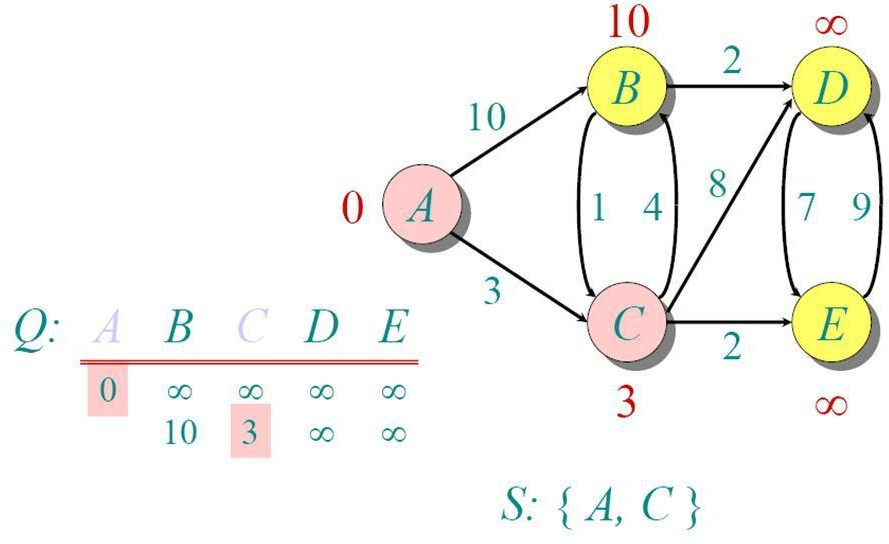 10 ∞
2
B D
10
8
0 A 1 4 7 9
3
Q: A B C D E
C E
2
0 ∞ ∞ ∞ ∞
3 ∞
10 3 ∞ ∞
S: { A, C }